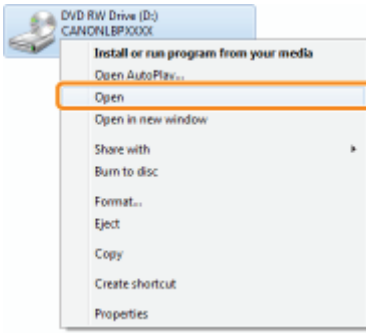 DVD RW Drive (D:)
CANONLBPXXXX
Install or run program from your media
Open AutoPlay...
Open
Open in new window
Share with
Burn to disc
Format...
Eject
Copy
Create shortcut
Properties